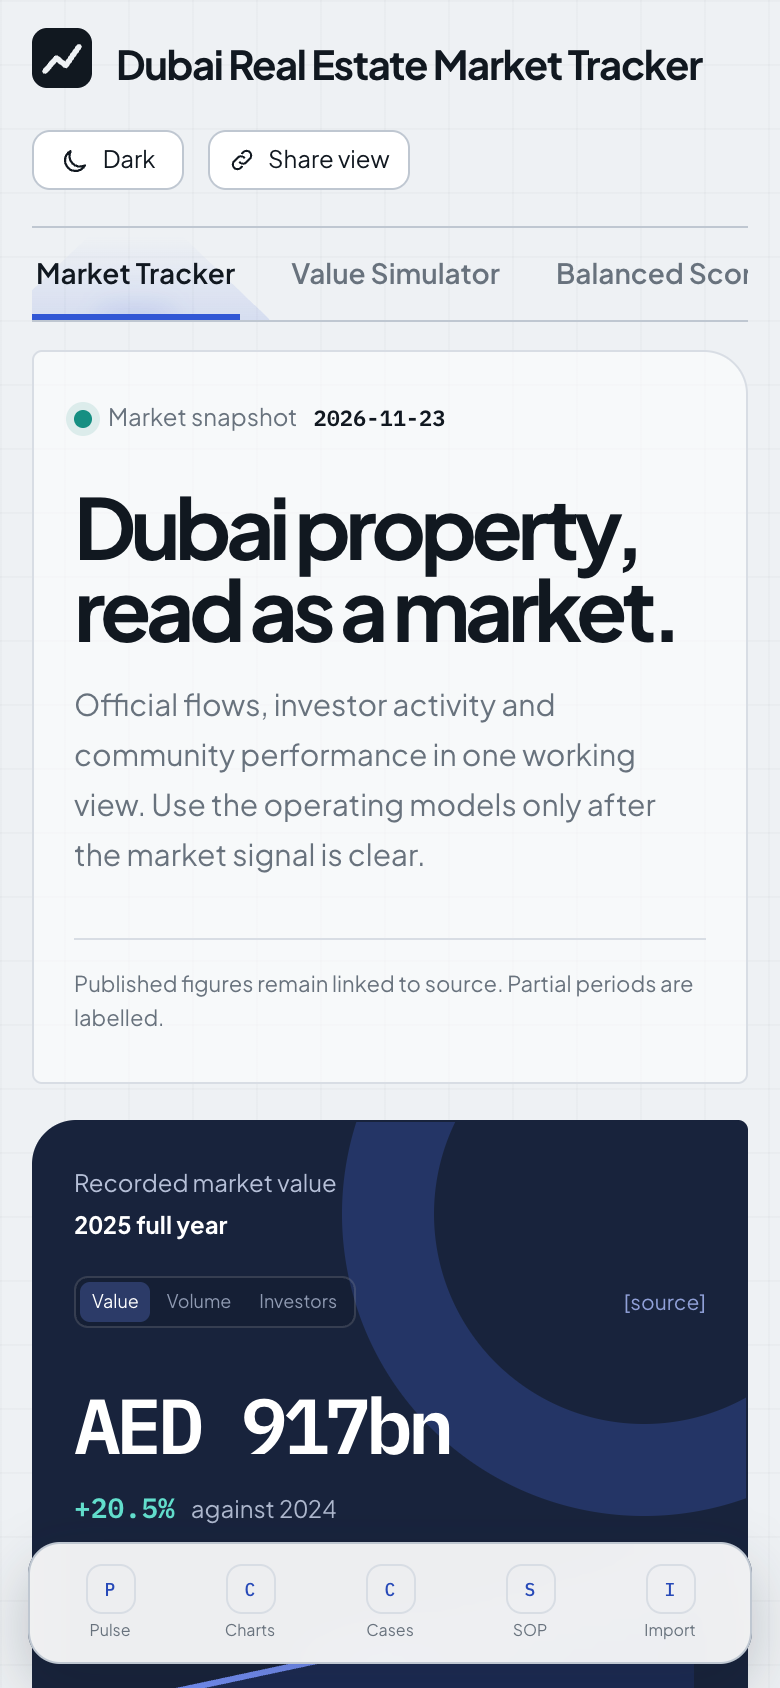 Dubai Real Estate Market Tracker
Dark
Share view
Market Tracker
Value Simulator
Balanced Scor
Market snapshot 2026-11-23
Dubai property,
read as a market.
Official flows, investor activity and
community performance in one working
view. Use the operating models only after
the market signal is clear.
Published figures remain linked to source. Partial periods are
labelled.
Recorded market value
2025 full year
Value
Volume
Investors
[source]
AED 917bn
+20.5% against 2024
P
Pulse
C
Charts
C
Cases
S
SOP
I
Import